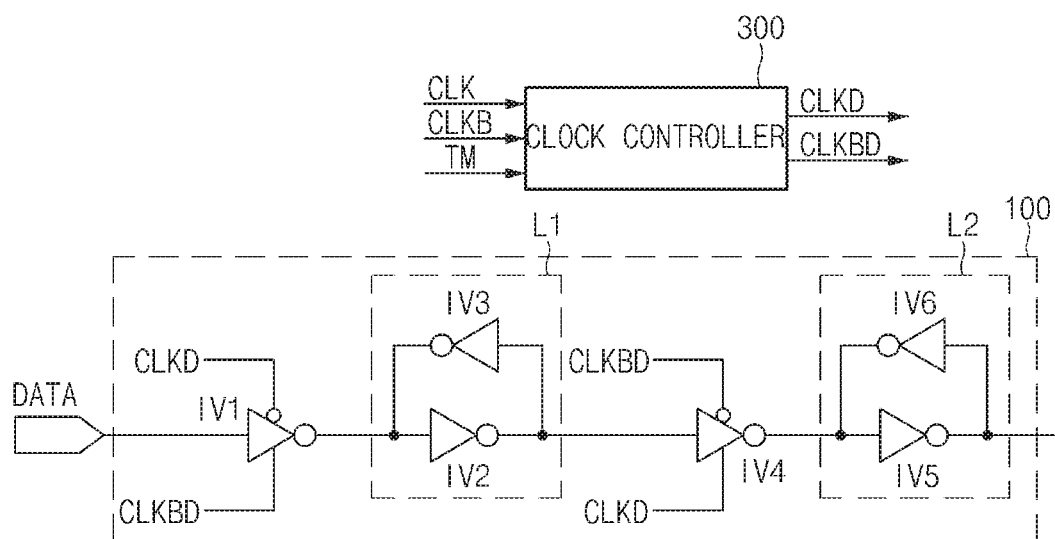 300
CLK
CLKB
TM
CLOCK CONTROLLER
CLKD
CLKBD
L1
L2
100
IV3
IV6
CLKD
CLKBD
DATA
IV1
IV2
IV4
IV5
CLKBD
CLKD